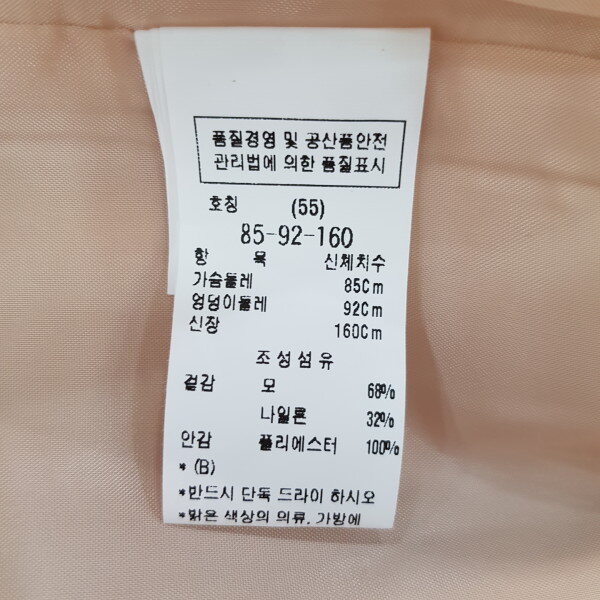 품질경영 및 공산품안전
관리법에 의한 품질표시
호칭 (55)
85-92-160
항 목 신체치수
가슴둘레 85Cm
엉덩이둘레 92Cm
신장 160Cm
조성섬유
겉감 모 68%
나일론 32%
안감 폴리에스터 100%
* (B)
*반드시 단독 드라이 하시오
*밝은 색상의 의류, 가방에